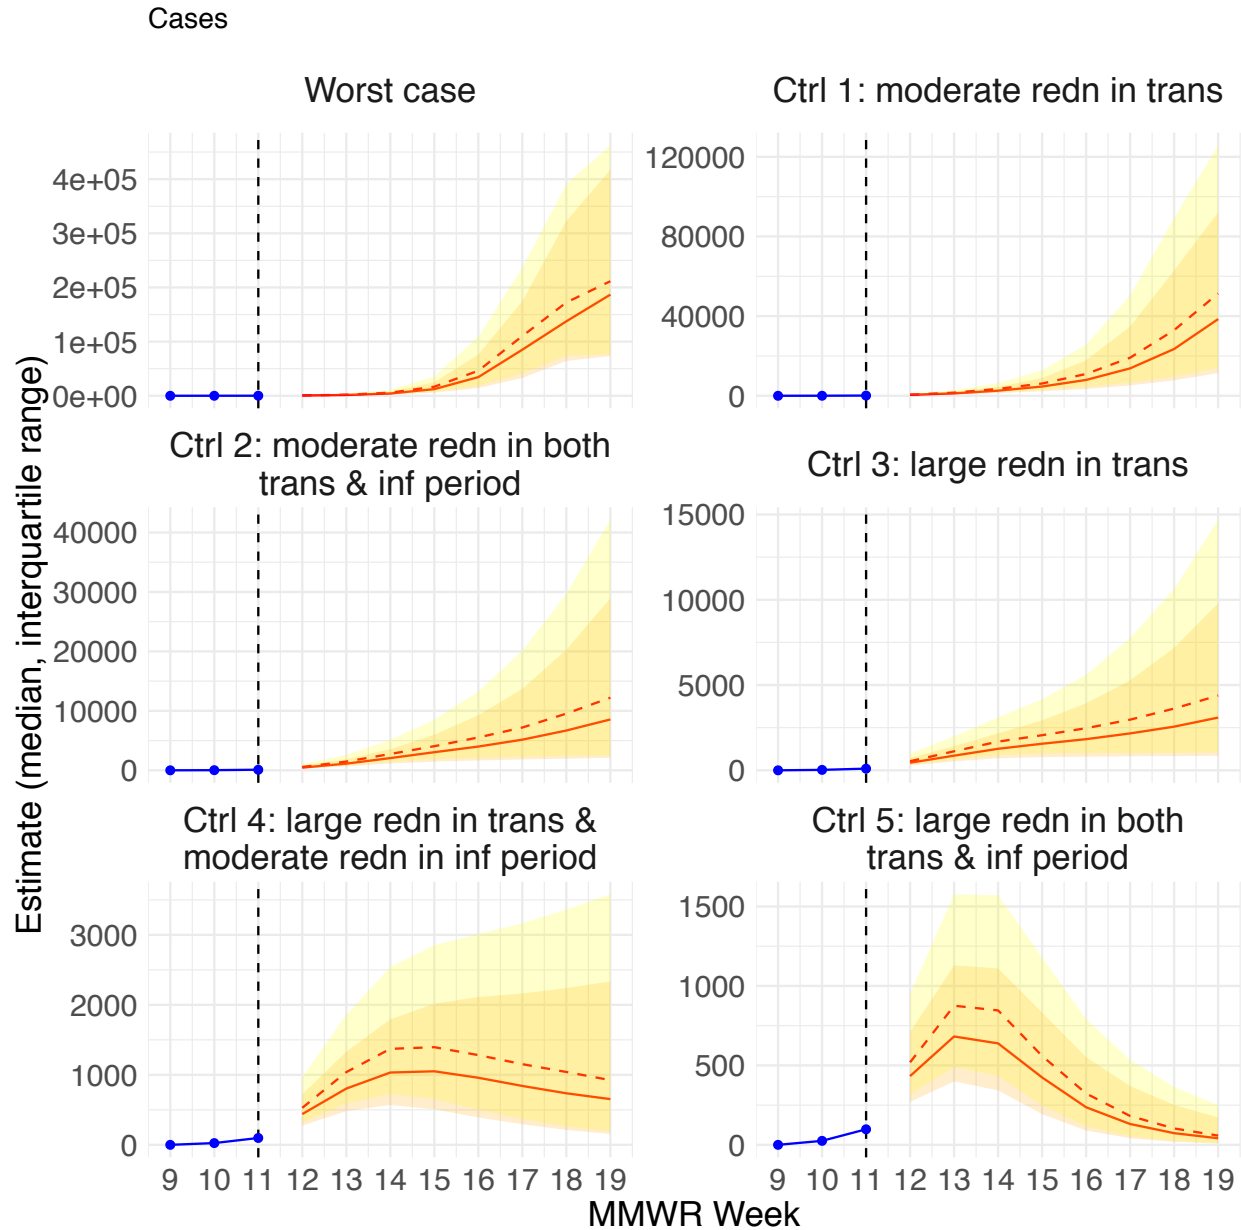 Cases
Worst case
Ctrl 1: moderate redn in trans
4e+05
3e+05
2e+05
1e+05
0e+00
120000
80000
40000
0
Ctrl 2: moderate redn in both
trans & inf period
Ctrl 3: large redn in trans
40000
30000
20000
10000
0
15000
10000
5000
0
Estimate (median, interquartile range)
Ctrl 4: large redn in trans &
moderate redn in inf period
Ctrl 5: large redn in both
trans & inf period
3000
2000
1000
0
1500
1000
500
0
9 10 11 12 13 14 15 16 17 18 19
9 10 11 12 13 14 15 16 17 18 19
MMWR Week